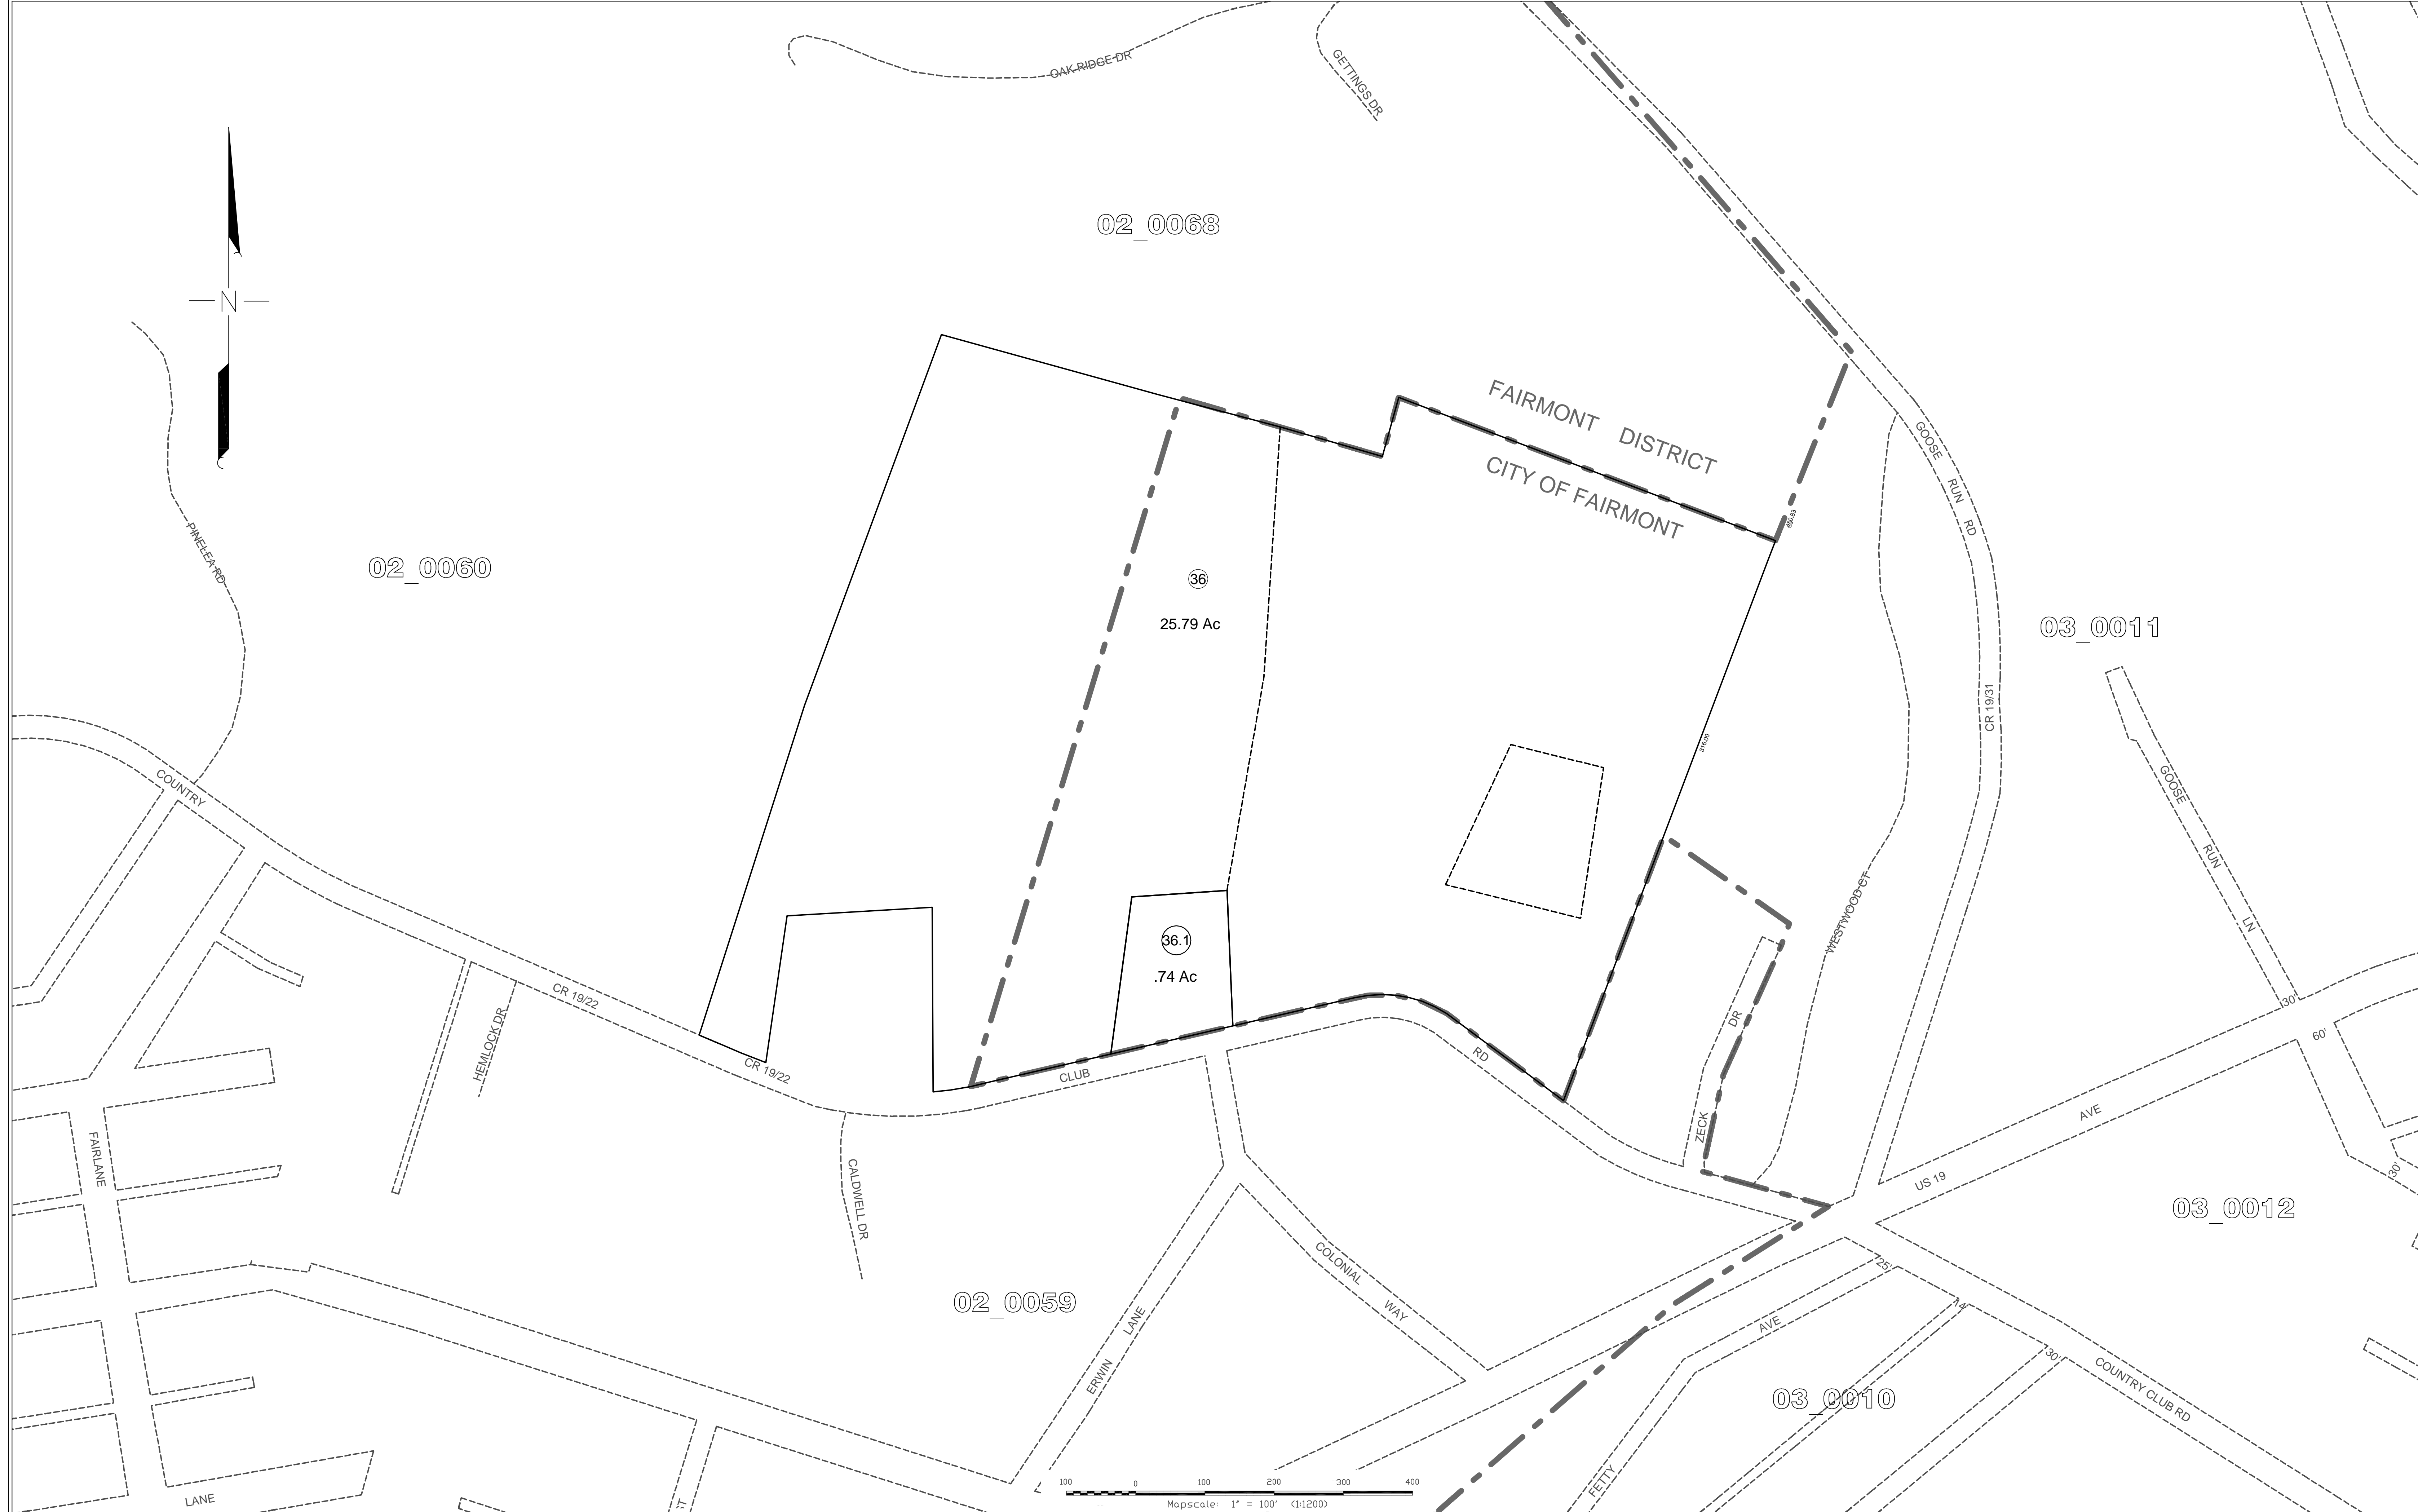 OAK RIDGE DR
GETTINGS DR
02_0068
N
FAIRMONT DISTRICT
CITY OF FAIRMONT
GOOSE
RUN
RD
PINELEA RD
02_0060
36
25.79 Ac
03_0011
CR 19/31
316.00
COUNTRY
GOOSE
RUN
LN
WESTWOOD CT
36.1
.74 Ac
CR 19/22
HEMLOCK DR
CR 19/22
CLUB
RD
DR
ZECK
30'
60'
AVE
US 19
FAIRLANE
CALDWELL DR
30'
03_0012
COLONIAL
WAY
25'
14'
02_0059
ERWIN
LANE
AVE
30'
COUNTRY CLUB RD
03_0010
FETTY
LANE
ST
100 0 100 200 300 400
Mapscale: 1" = 100' (1:1200)